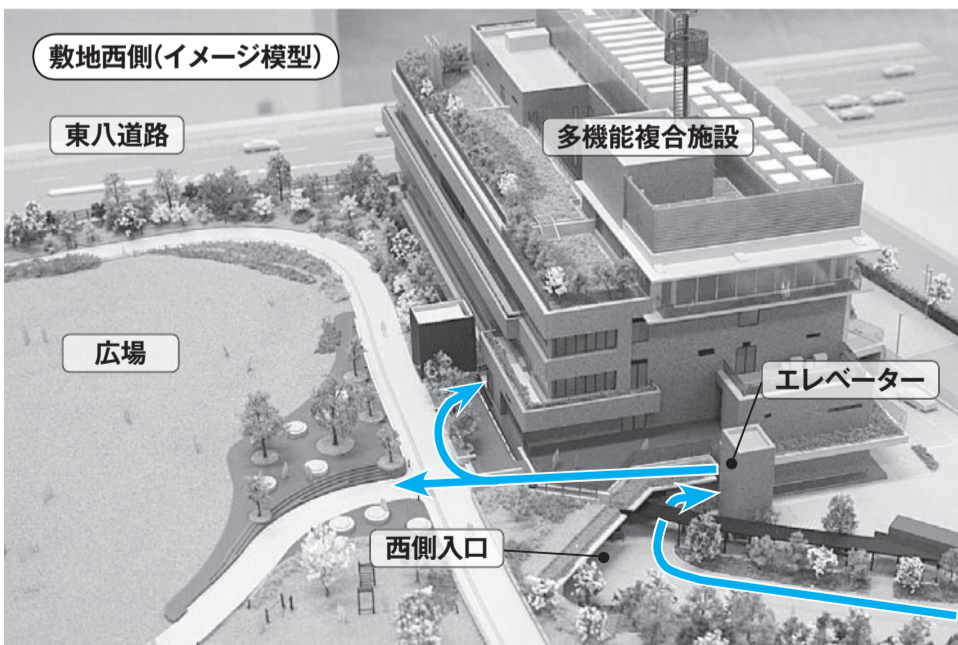 敷地西側(イメージ模型)
東八道路
多機能複合施設
広場
エレベーター
西側入口